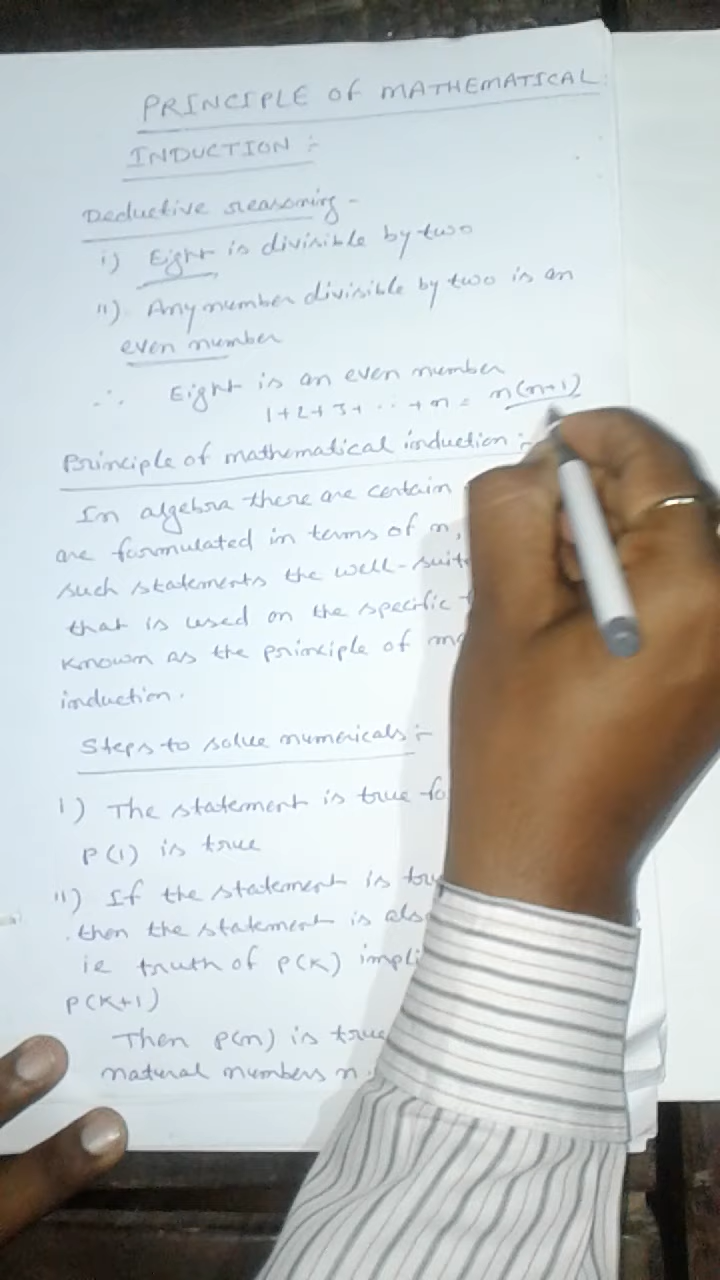 PRINCIPLE OF MATHEMATICAL
INDUCTION :-
Deductive reasoning -
i) Eight is divisible by two
ii). Any number divisible by two is an
even number
∴ Eight is an even number
1+2+3+ ... +n = n(n+1)
Principle of mathematical induction :-
In algebra there are certain
are formulated in terms of n,
such statements the well-suit
that is used on the specific
known as the principle of ma
induction.
Steps to solve numericals :-
i) The statement is true fo
P(1) is true
ii) If the statement is tru
then the statement is als
ie truth of P(K) impli
P(K+1)
Then P(n) is true
natural numbers n.